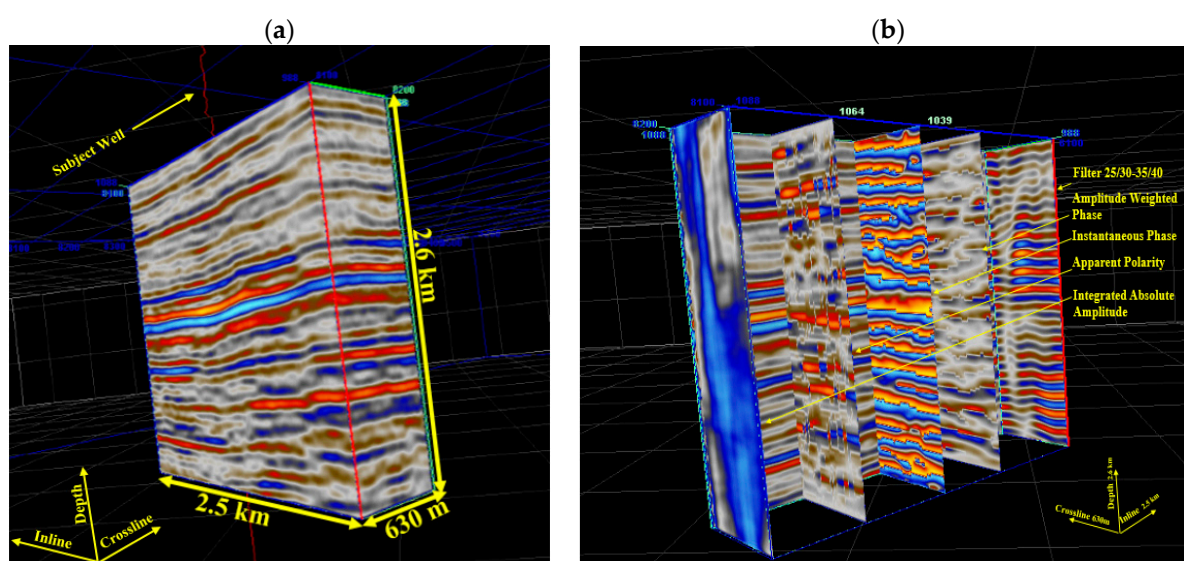 (a)
Subject Well
8200
2.6 km
2.5 km
630 m
Depth
Inline
Crossline
(b)
8200
1064
1039
988
Filter 25/30-35/40
Amplitude Weighted
Phase
Instantaneous Phase
Apparent Polarity
Integrated Absolute
Amplitude
Depth 2.6 km
Crossline 630m
Inline 2.5 km